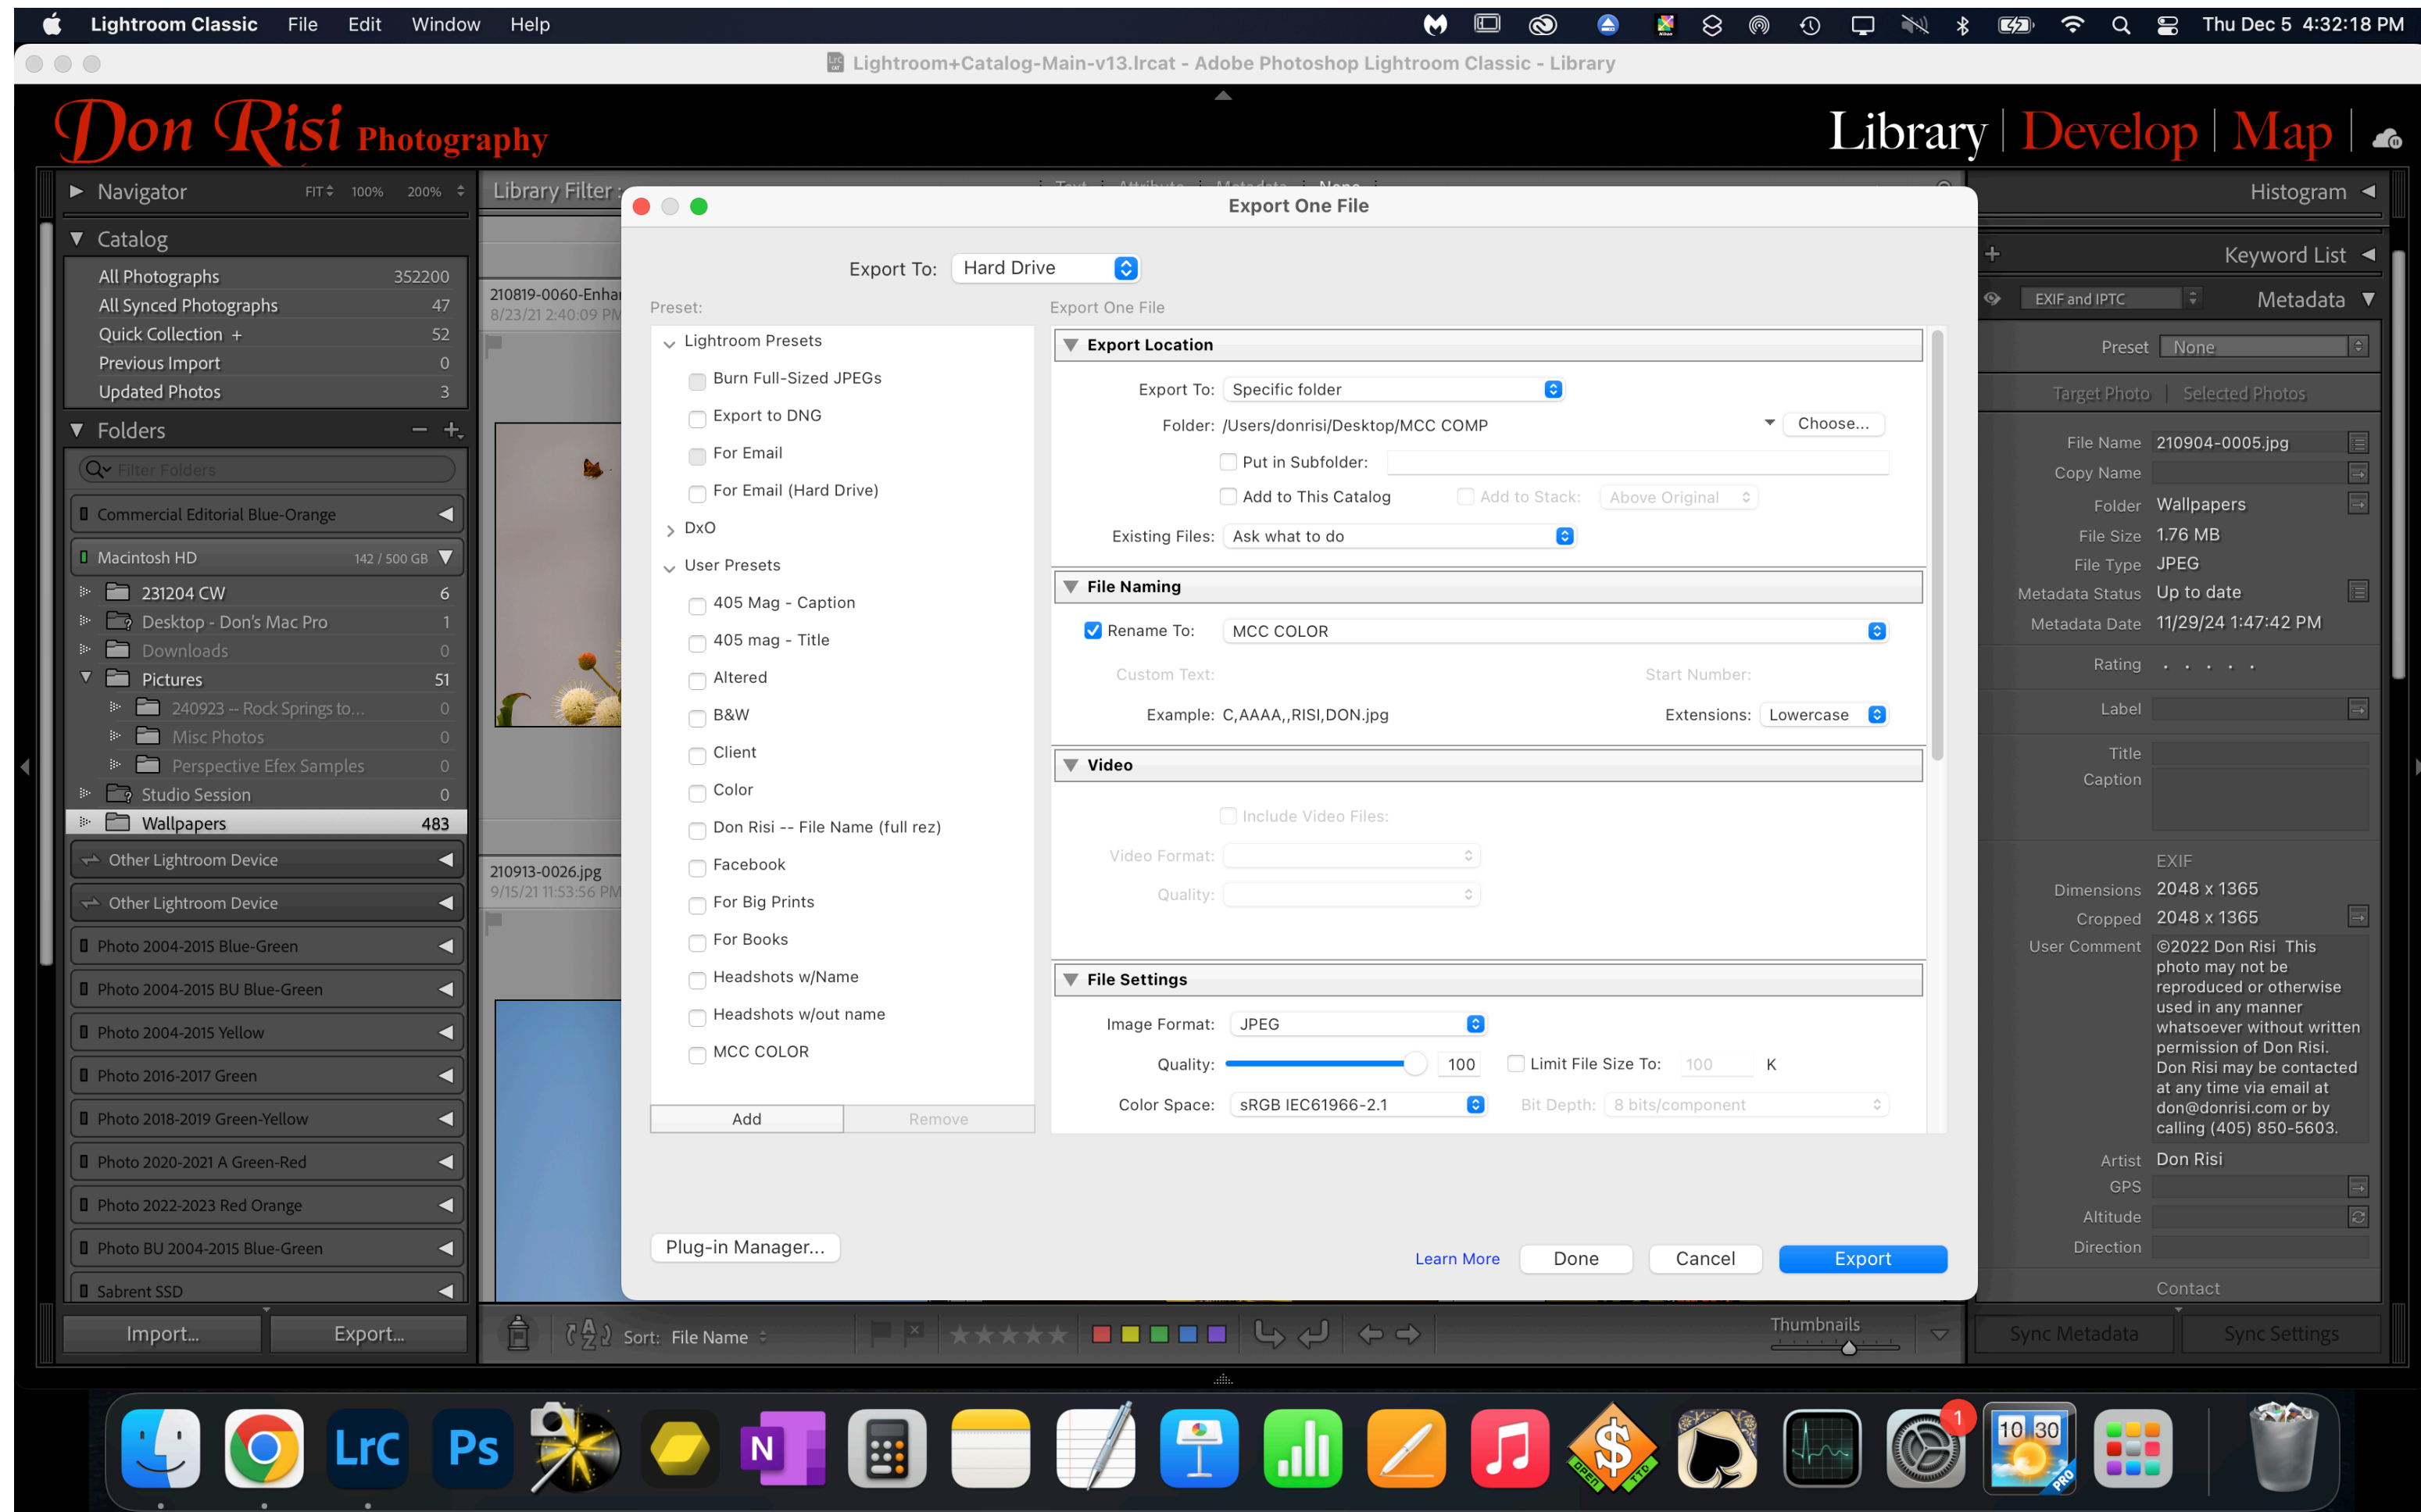 Lightroom Classic File Edit Window Help Thu Dec 5 4:32:18 PM
Lightroom+Catalog-Main-v13.lrcat - Adobe Photoshop Lightroom Classic - Library
Don Risi Photography
Library | Develop | Map
Navigator FIT 100% 200%
Catalog
All Photographs 352200
All Synced Photographs 47
Quick Collection + 52
Previous Import 0
Updated Photos 3
Folders
Filter Folders
Commercial Editorial Blue-Orange
Macintosh HD 142 / 500 GB
231204 CW 6
Desktop - Don's Mac Pro 1
Downloads 0
Pictures 51
240923 -- Rock Springs to... 0
Misc Photos 0
Perspective Efex Samples 0
Studio Session 0
Wallpapers 483
Other Lightroom Device
Other Lightroom Device
Photo 2004-2015 Blue-Green
Photo 2004-2015 BU Blue-Green
Photo 2004-2015 Yellow
Photo 2016-2017 Green
Photo 2018-2019 Green-Yellow
Photo 2020-2021 A Green-Red
Photo 2022-2023 Red Orange
Photo BU 2004-2015 Blue-Green
Sabrent SSD
Import... Export...
Library Filter : Text Attribute Metadata None
210819-0060-Enha
8/23/21 2:40:09 PM
210913-0026.jpg
9/15/21 11:53:56 PM
Export One File
Export To: Hard Drive
Preset:
Lightroom Presets
Burn Full-Sized JPEGs
Export to DNG
For Email
For Email (Hard Drive)
DxO
User Presets
405 Mag - Caption
405 mag - Title
Altered
B&W
Client
Color
Don Risi -- File Name (full rez)
Facebook
For Big Prints
For Books
Headshots w/Name
Headshots w/out name
MCC COLOR
Add Remove
Plug-in Manager...
Export One File
Export Location
Export To: Specific folder
Folder: /Users/donrisi/Desktop/MCC COMP Choose...
Put in Subfolder:
Add to This Catalog Add to Stack: Above Original
Existing Files: Ask what to do
File Naming
Rename To: MCC COLOR
Custom Text: Start Number:
Example: C,AAAA,,RISI,DON.jpg Extensions: Lowercase
Video
Include Video Files:
Video Format:
Quality:
File Settings
Image Format: JPEG
Quality: 100 Limit File Size To: 100 K
Color Space: sRGB IEC61966-2.1 Bit Depth: 8 bits/component
Learn More Done Cancel Export
Sort: File Name
Thumbnails
Histogram
Keyword List
EXIF and IPTC Metadata
Preset None
Target Photo | Selected Photos
File Name 210904-0005.jpg
Copy Name
Folder Wallpapers
File Size 1.76 MB
File Type JPEG
Metadata Status Up to date
Metadata Date 11/29/24 1:47:42 PM
Rating
Label
Title
Caption
EXIF
Dimensions 2048 x 1365
Cropped 2048 x 1365
User Comment ©2022 Don Risi This
photo may not be
reproduced or otherwise
used in any manner
whatsoever without written
permission of Don Risi.
Don Risi may be contacted
at any time via email at
don@donrisi.com or by
calling (405) 850-5603.
Artist Don Risi
GPS
Altitude
Direction
Contact
Sync Metadata Sync Settings
LrC Ps N 1
10 30
PRO